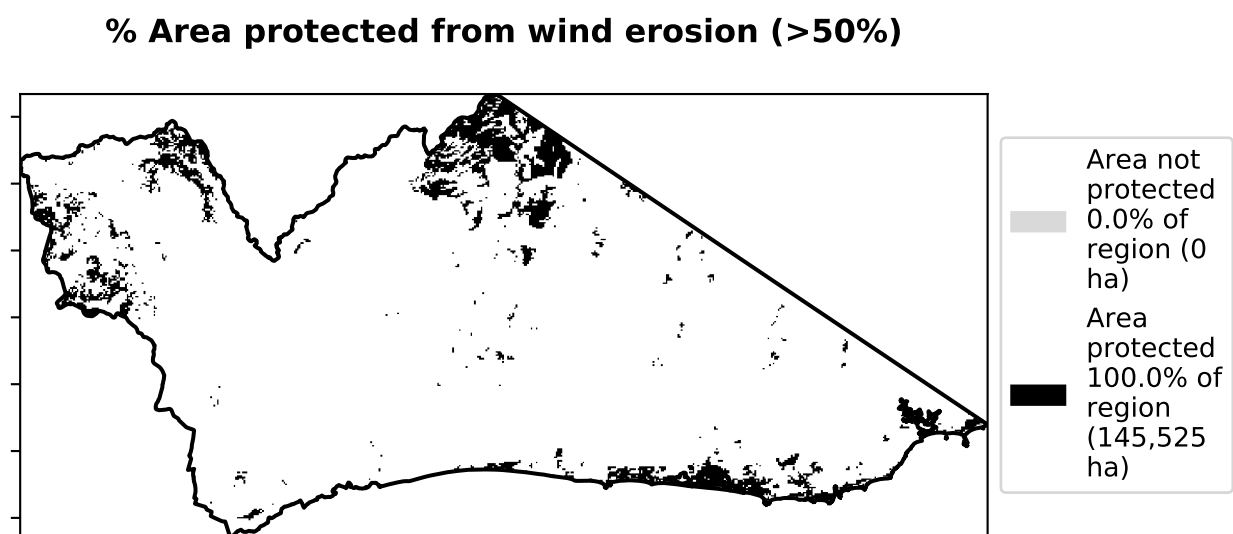 % Area protected from wind erosion (>50%)
Area not
protected
0.0% of
region (0
ha)
Area
protected
100.0% of
region
(145,525
ha)